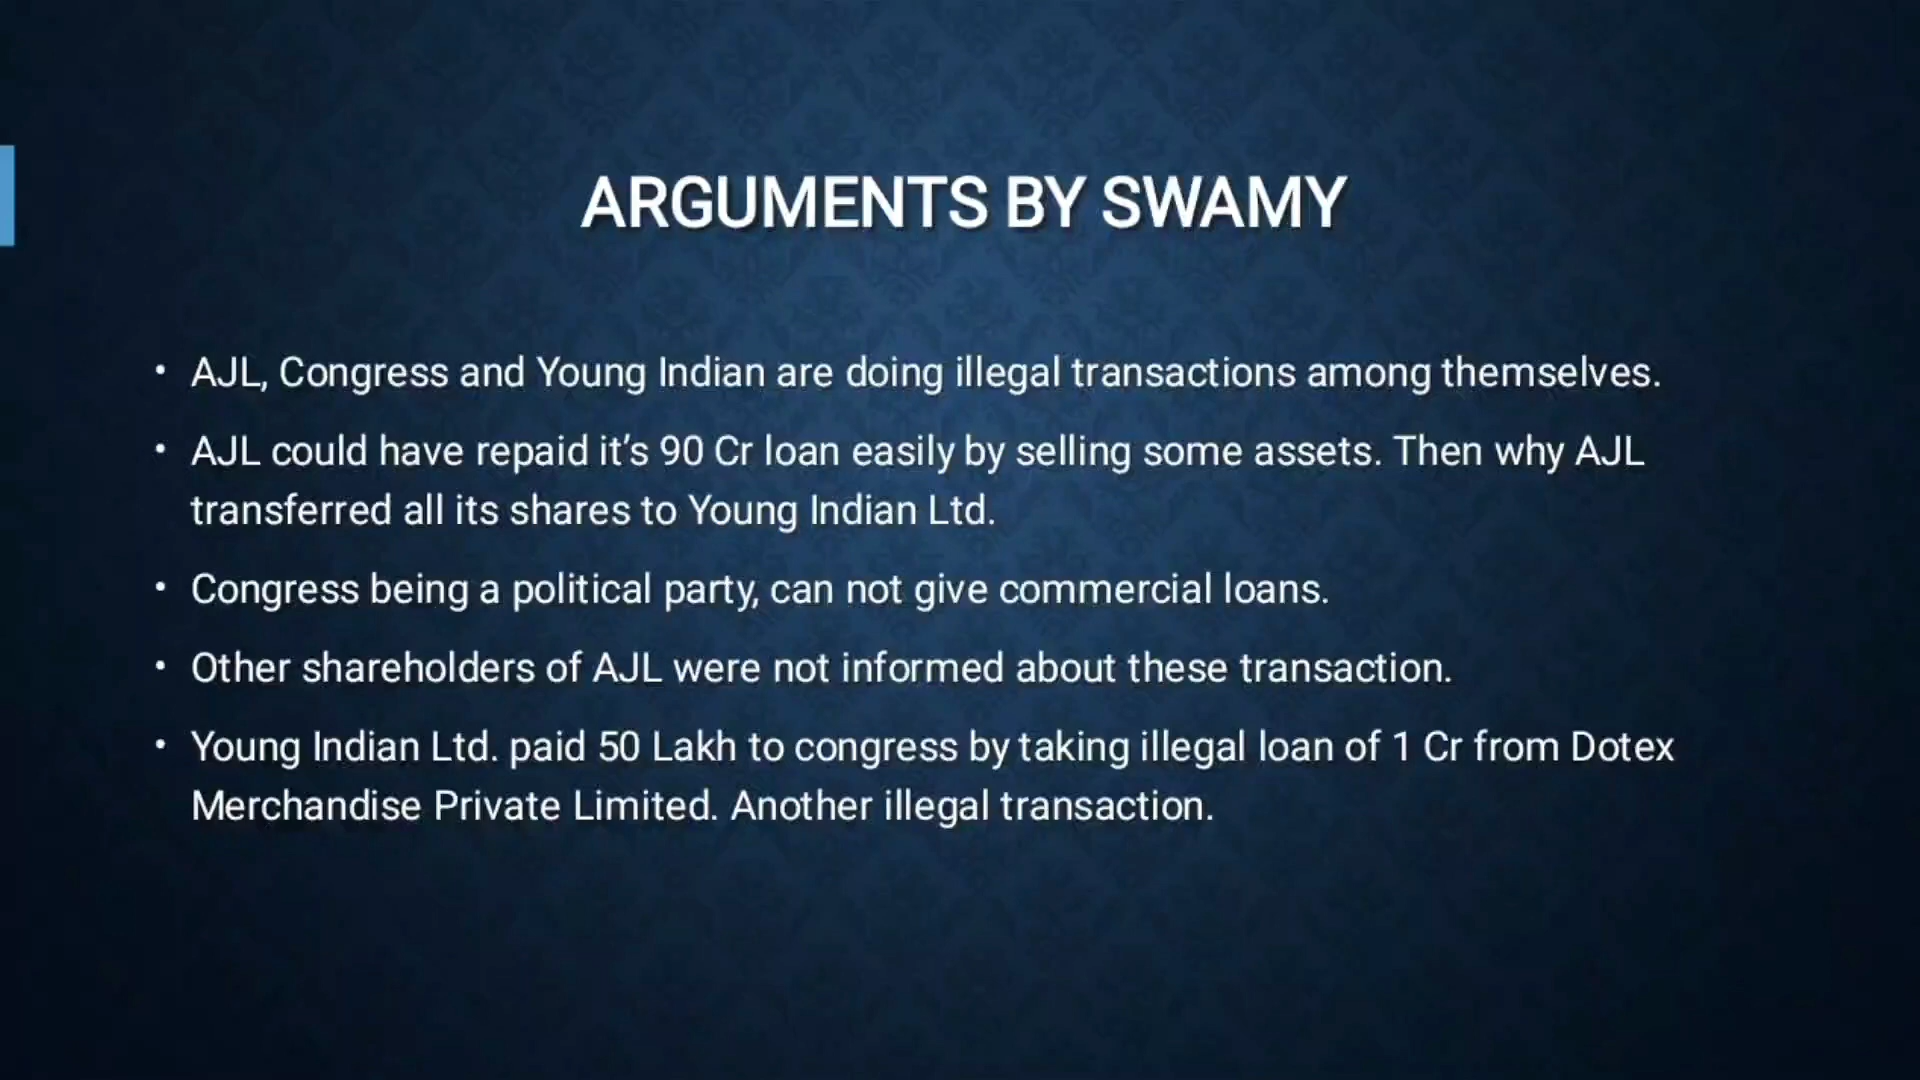 ARGUMENTS BY SWAMY
• AJL, Congress and Young Indian are doing illegal transactions among themselves.
• AJL could have repaid it’s 90 Cr loan easily by selling some assets. Then why AJL
transferred all its shares to Young Indian Ltd.
• Congress being a political party, can not give commercial loans.
• Other shareholders of AJL were not informed about these transaction.
• Young Indian Ltd. paid 50 Lakh to congress by taking illegal loan of 1 Cr from Dotex
Merchandise Private Limited. Another illegal transaction.